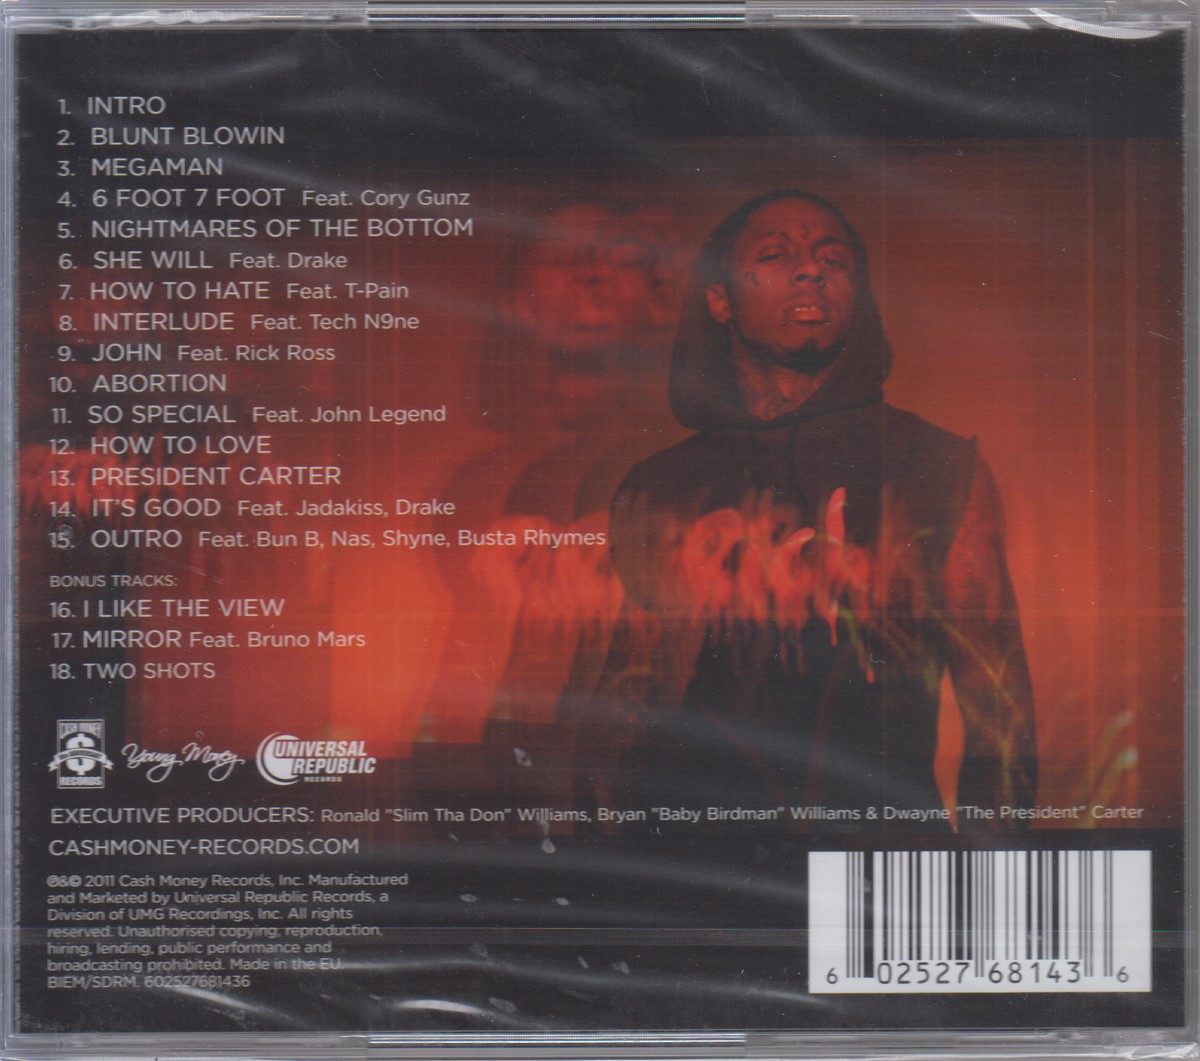 1. INTRO
2. BLUNT BLOWIN
3. MEGAMAN
4. 6 FOOT 7 FOOT Feat. Cory Gunz
5. NIGHTMARES OF THE BOTTOM
6. SHE WILL Feat. Drake
7. HOW TO HATE Feat. T-Pain
8. INTERLUDE Feat. Tech N9ne
9. JOHN Feat. Rick Ross
10. ABORTION
11. SO SPECIAL Feat. John Legend
12. HOW TO LOVE
13. PRESIDENT CARTER
14. IT'S GOOD Feat. Jadakiss, Drake
15. OUTRO Feat. Bun B, Nas, Shyne, Busta Rhymes
BONUS TRACKS:
16. I LIKE THE VIEW
17. MIRROR Feat. Bruno Mars
18. TWO SHOTS
CASH MONEY
RECORDS
Young Money
UNIVERSAL
REPUBLIC
RECORDS
EXECUTIVE PRODUCERS: Ronald "Slim Tha Don" Williams, Bryan "Baby Birdman" Williams & Dwayne "The President" Carter
CASHMONEY-RECORDS.COM
℗&© 2011 Cash Money Records, Inc. Manufactured
and Marketed by Universal Republic Records, a
Division of UMG Recordings, Inc. All rights
reserved. Unauthorised copying, reproduction,
hiring, lending, public performance and
broadcasting prohibited. Made in the EU.
BIEM/SDRM. 602527681436
6 02527 68143 6